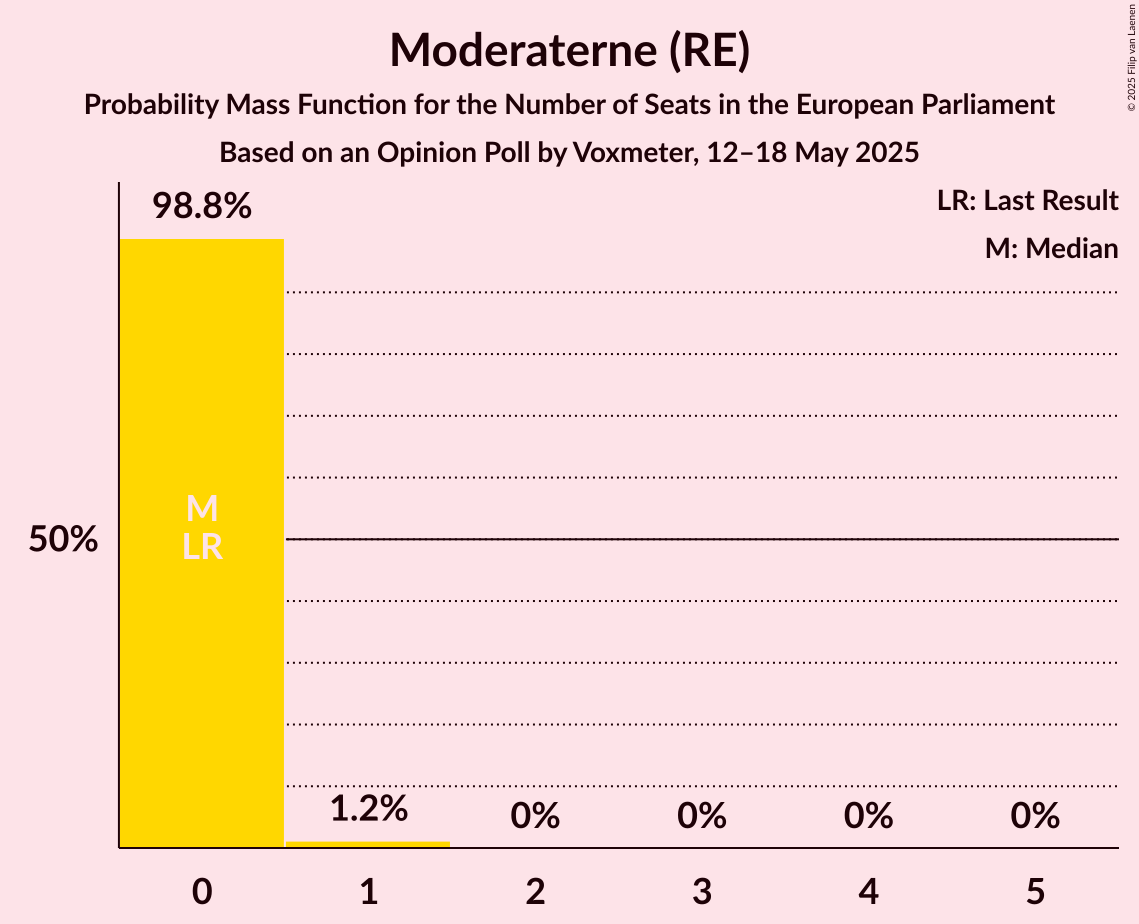 Moderaterne (RE)
Probability Mass Function for the Number of Seats in the European Parliament
Based on an Opinion Poll by Voxmeter, 12–18 May 2025
© 2025 Filip van Laenen
LR: Last Result
M: Median
98.8%
M
LR
50%
1.2%
0%
0%
0%
0%
0
1
2
3
4
5